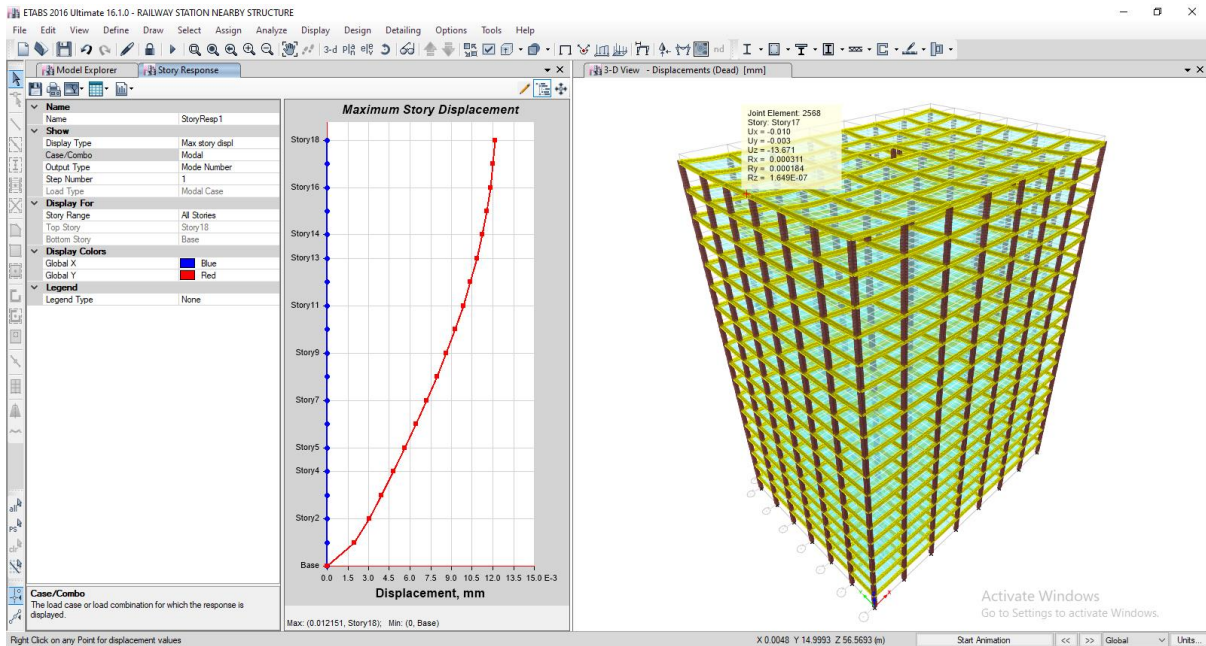 ETABS 2016 Ultimate 16.1.0 - RAILWAY STATION NEARBY STRUCTURE
File Edit View Define Draw Select Assign Analyze Display Design Detailing Options Tools Help
3-d nd
Model Explorer Story Response
Name
Name StoryResp1
Show
Display Type Max story displ
Case/Combo Modal
Output Type Mode Number
Step Number 1
Load Type Modal Case
Display For
Story Range All Stories
Top Story Story18
Bottom Story Base
Display Colors
Global X Blue
Global Y Red
Legend
Legend Type None
Case/Combo
The load case or load combination for which the response is
displayed.
Maximum Story Displacement
Story18
Story16
Story14
Story13
Story11
Story9
Story7
Story5
Story4
Story2
Base
0.0 1.5 3.0 4.5 6.0 7.5 9.0 10.5 12.0 13.5 15.0 E-3
Displacement, mm
Max: (0.012151, Story18); Min: (0, Base)
3-D View - Displacements (Dead) [mm]
Joint Element: 2568
Story: Story17
Ux = -0.010
Uy = -0.003
Uz = -13.671
Rx = 0.000311
Ry = 0.000184
Rz = 1.649E-07
all
ps
clr
Activate Windows
Go to Settings to activate Windows.
Right Click on any Point for displacement values
X 0.0048 Y 14.9993 Z 56.5693 (m)
Start Animation << >> Global Units...